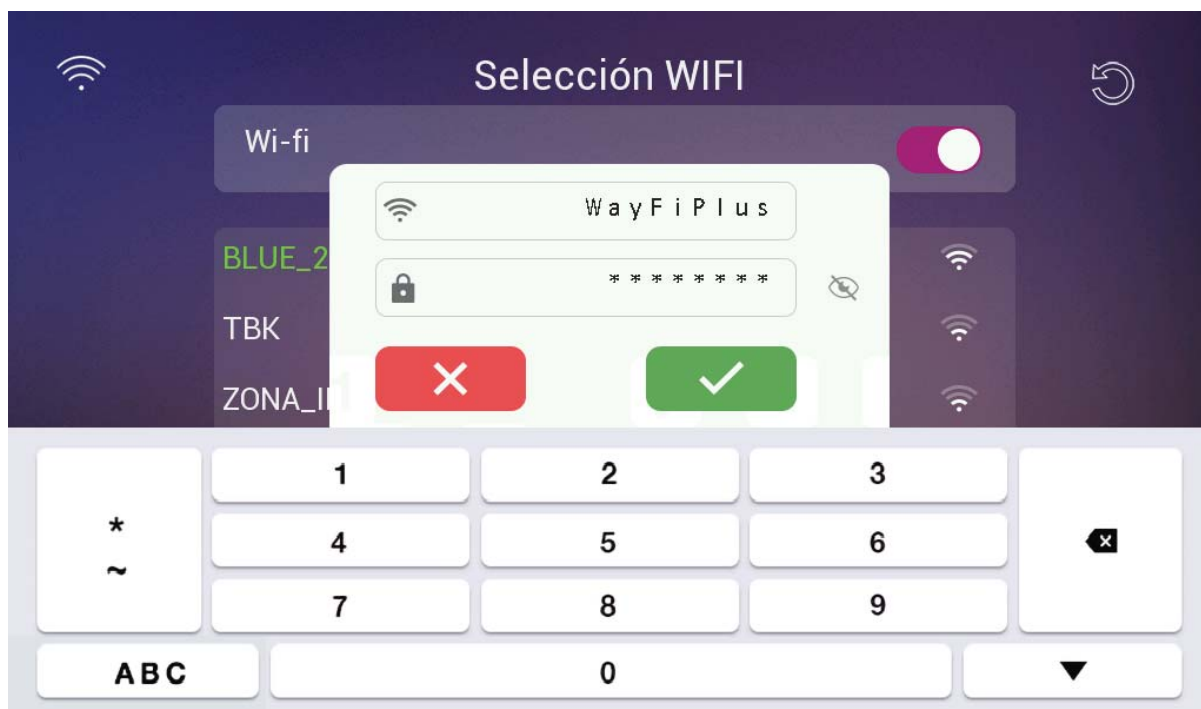 Selección WIFI
Wi-fi
WayFiPlus
BLUE_2
********
TBK
ZONA_I
1 2 3
*
4 5 6
~
7 8 9
ABC 0